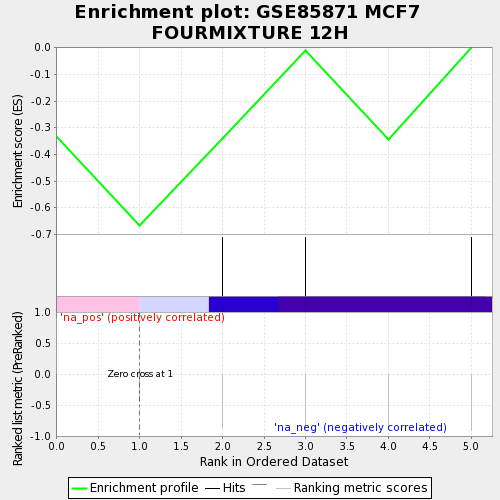 Enrichment plot: GSE85871 MCF7
FOURMIXTURE 12H
Enrichment score (ES)
0.0
-0.1
-0.2
-0.3
-0.4
-0.5
-0.6
-0.7
Ranked list metric (PreRanked)
1.0
0.5
0.0
-0.5
-1.0
'na_pos' (positively correlated)
Zero cross at 1
'na_neg' (negatively correlated)
0.0 0.5 1.0 1.5 2.0 2.5 3.0 3.5 4.0 4.5 5.0
Rank in Ordered Dataset
Enrichment profile Hits Ranking metric scores